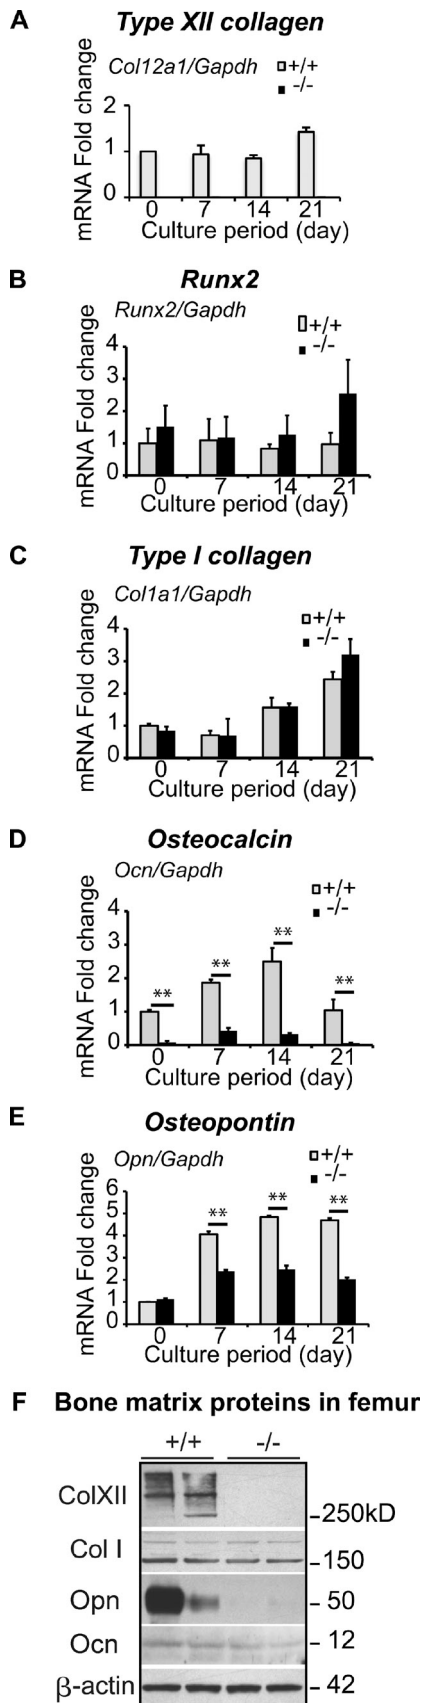 A Type XII collagen
Col12a1/Gapdh
+/+
-/-
mRNA Fold change
2
1
0
0 7 14 21
Culture period (day)
B Runx2
Runx2/Gapdh
+/+
-/-
mRNA Fold change
4
3
2
1
0
0 7 14 21
Culture period (day)
C Type I collagen
Col1a1/Gapdh
+/+
-/-
mRNA Fold change
4
3
2
1
0
0 7 14 21
Culture period (day)
D Osteocalcin
Ocn/Gapdh
+/+
-/-
mRNA Fold change
4
3
2
1
0
** ** ** **
0 7 14 21
Culture period (day)
E Osteopontin
Opn/Gapdh
+/+
-/-
mRNA Fold change
6
5
4
3
2
1
0
** ** **
0 7 14 21
Culture period (day)
F Bone matrix proteins in femur
+/+ -/-
ColXII
-250kD
Col I
-150
Opn
-50
Ocn
-12
β-actin
-42